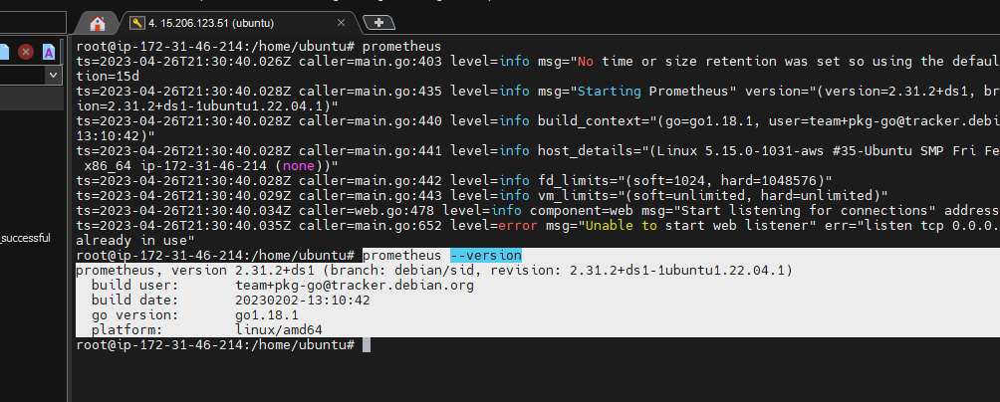 4. 15.206.123.51 (ubuntu)
root@ip-172-31-46-214:/home/ubuntu# prometheus
ts=2023-04-26T21:30:40.026Z caller=main.go:403 level=info msg="No time or size retention was set so using the defaul
tion=15d
ts=2023-04-26T21:30:40.028Z caller=main.go:435 level=info msg="Starting Prometheus" version="(version=2.31.2+ds1, br
ion=2.31.2+ds1-1ubuntu1.22.04.1)"
ts=2023-04-26T21:30:40.028Z caller=main.go:440 level=info build_context="(go=go1.18.1, user=team+pkg-go@tracker.debi
13:10:42)"
ts=2023-04-26T21:30:40.028Z caller=main.go:441 level=info host_details="(Linux 5.15.0-1031-aws #35-Ubuntu SMP Fri Fe
x86_64 ip-172-31-46-214 (none))"
ts=2023-04-26T21:30:40.028Z caller=main.go:442 level=info fd_limits="(soft=1024, hard=1048576)"
ts=2023-04-26T21:30:40.029Z caller=main.go:443 level=info vm_limits="(soft=unlimited, hard=unlimited)"
ts=2023-04-26T21:30:40.034Z caller=web.go:478 level=info component=web msg="Start listening for connections" address
ts=2023-04-26T21:30:40.035Z caller=main.go:652 level=error msg="Unable to start web listener" err="listen tcp 0.0.0.
already in use"
_successful
root@ip-172-31-46-214:/home/ubuntu# prometheus --version
prometheus, version 2.31.2+ds1 (branch: debian/sid, revision: 2.31.2+ds1-1ubuntu1.22.04.1)
build user: team+pkg-go@tracker.debian.org
build date: 20230202-13:10:42
go version: go1.18.1
platform: linux/amd64
root@ip-172-31-46-214:/home/ubuntu#